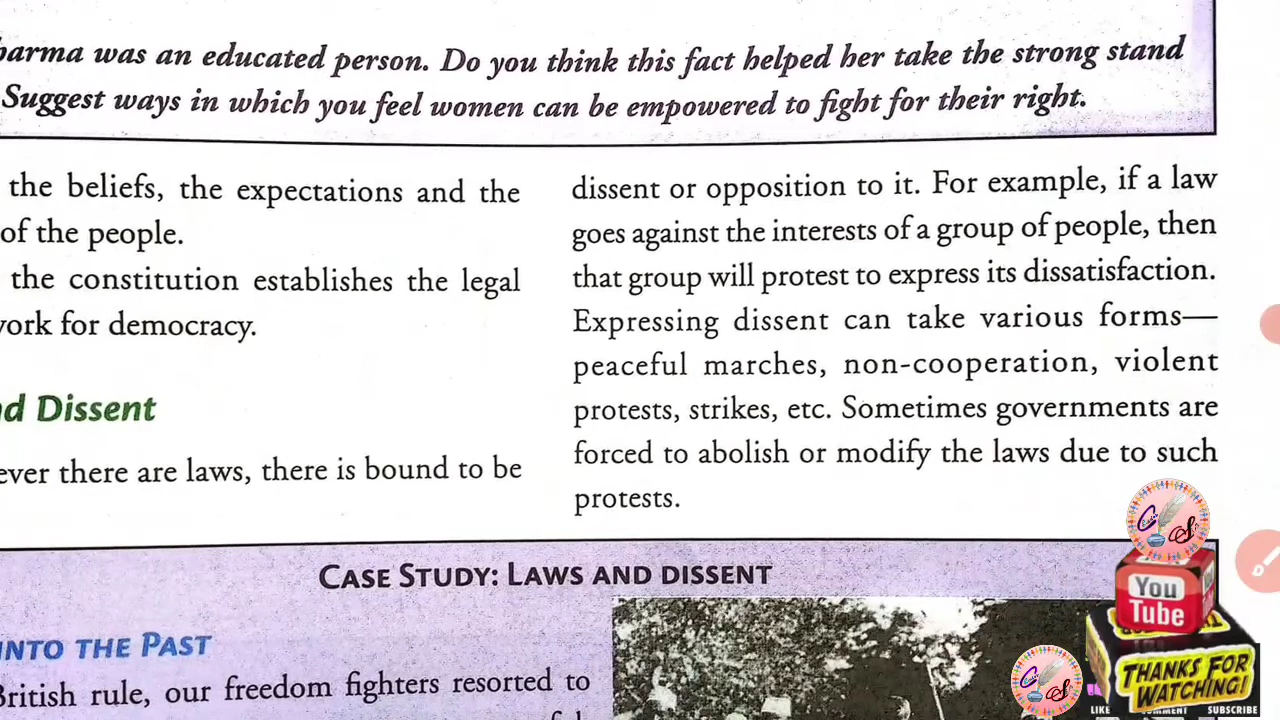 harma was an educated person. Do you think this fact helped her take the strong stand
Suggest ways in which you feel women can be empowered to fight for their right.
the beliefs, the expectations and the
of the people.
the constitution establishes the legal
work for democracy.
nd Dissent
ever there are laws, there is bound to be
dissent or opposition to it. For example, if a law
goes against the interests of a group of people, then
that group will protest to express its dissatisfaction.
Expressing dissent can take various forms—
peaceful marches, non-cooperation, violent
protests, strikes, etc. Sometimes governments are
forced to abolish or modify the laws due to such
protests.
CASE STUDY: LAWS AND DISSENT
INTO THE PAST
British rule, our freedom fighters resorted to
You
Tube
THANKS FOR
WATCHING!
LIKE COMMENT SUBSCRIBE